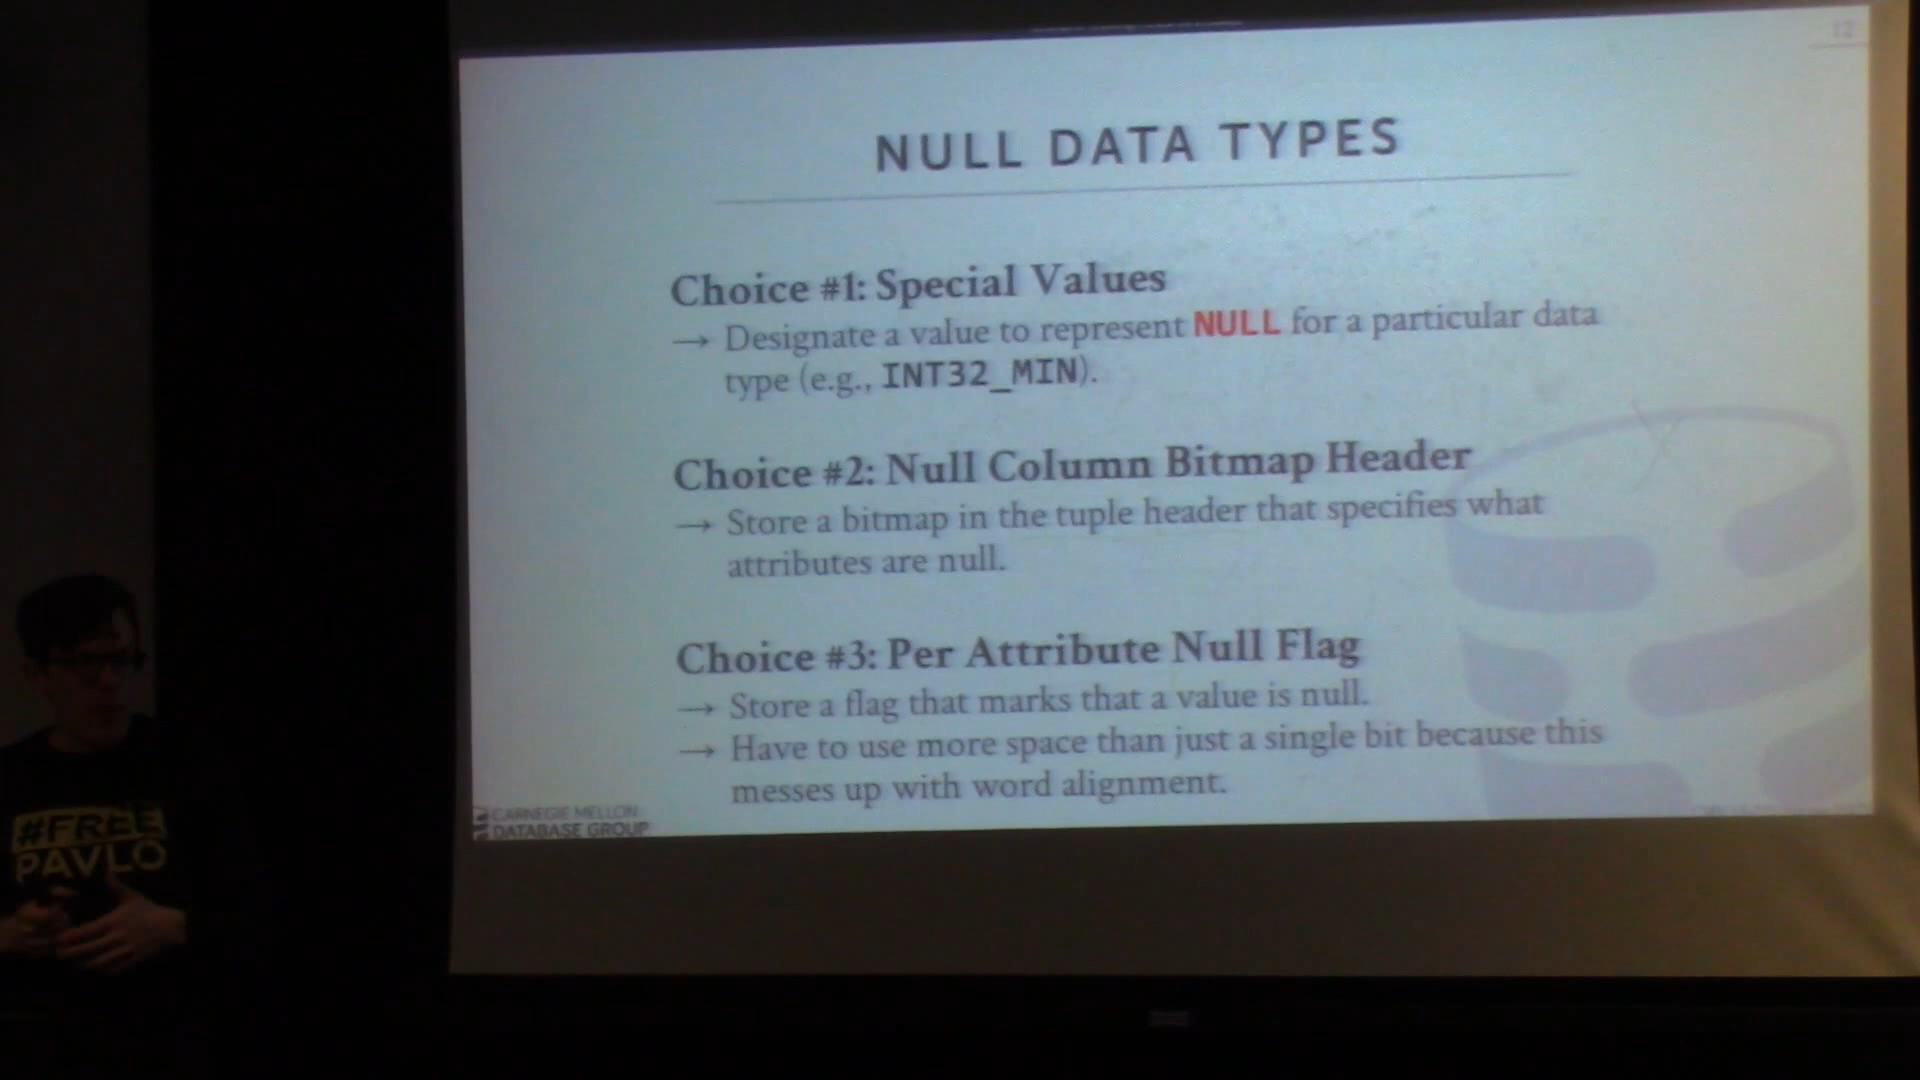 12
NULL DATA TYPES
Choice #1: Special Values
→ Designate a value to represent NULL for a particular data
type (e.g., INT32_MIN).
Choice #2: Null Column Bitmap Header
→ Store a bitmap in the tuple header that specifies what
attributes are null.
Choice #3: Per Attribute Null Flag
→ Store a flag that marks that a value is null.
→ Have to use more space than just a single bit because this
messes up with word alignment.
CARNEGIE MELLON
DATABASE GROUP
#FREE
PAVLO